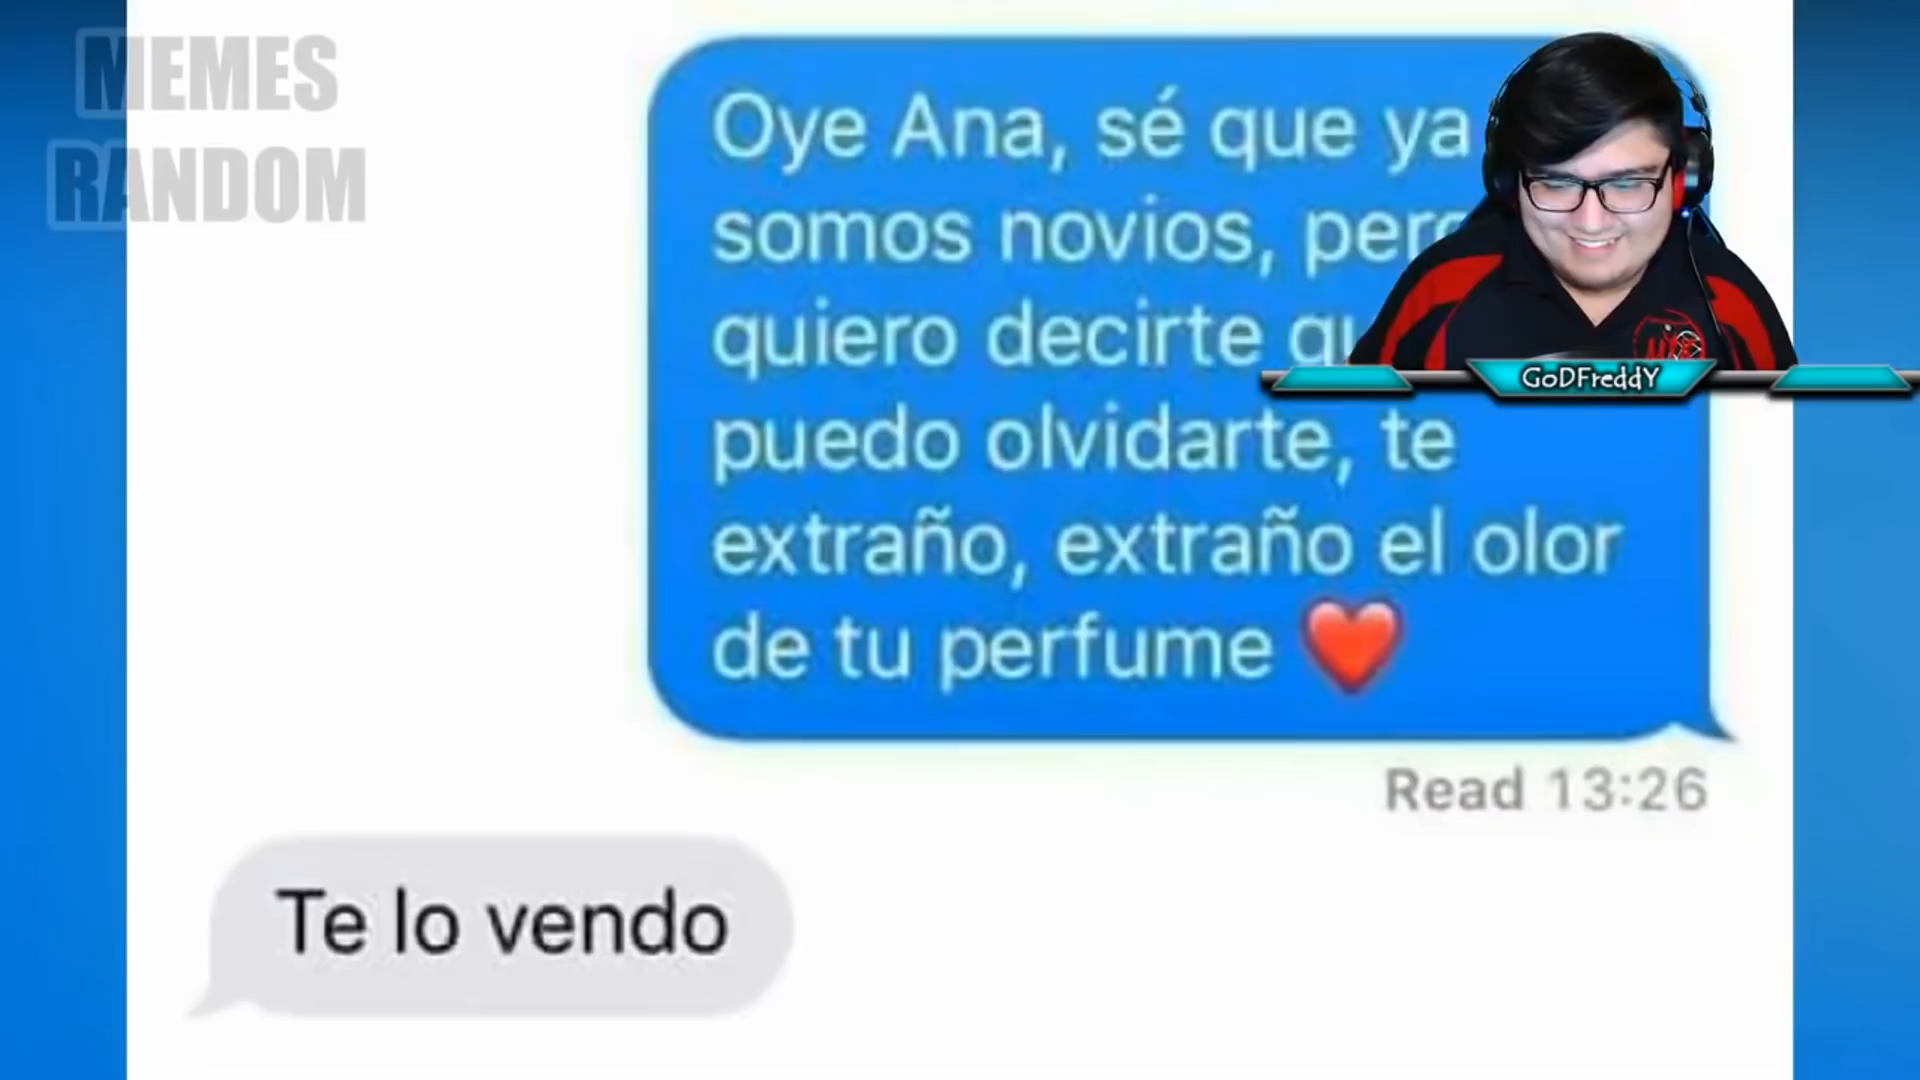 MEMES
RANDOM
Oye Ana, sé que ya
somos novios,
quiero decirte
puedo olvidarte, te
extraño, extraño el olor
de tu perfume ❤️
Read 13:26
Te lo vendo
GoDFreddY